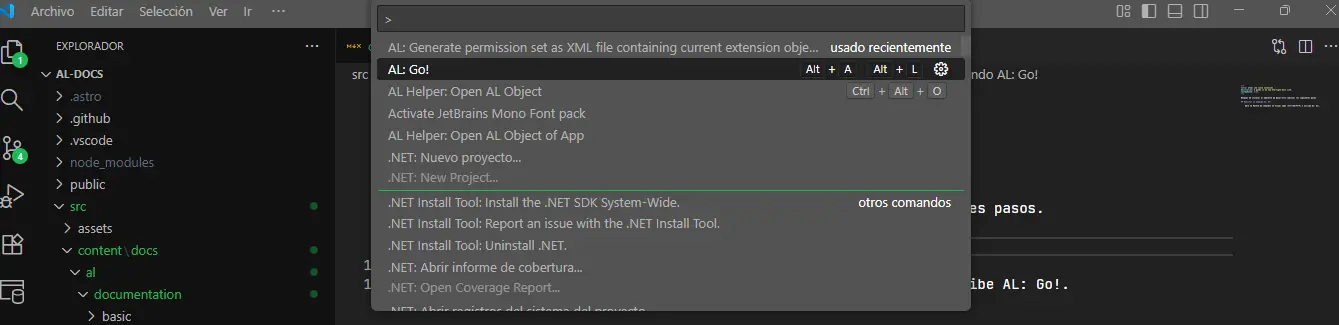 Archivo Editar Selección Ver Ir ···
>
EXPLORADOR ···
AL-DOCS
.astro
.github
.vscode
node_modules
public
src
assets
content\docs
al
documentation
basic
1
4
AL: Generate permission set as XML file containing current extension obje... usado recientemente
AL: Go! Alt + A Alt + L
AL Helper: Open AL Object Ctrl + Alt + O
Activate JetBrains Mono Font pack
AL Helper: Open AL Object of App
.NET: Nuevo proyecto...
.NET: New Project...
.NET Install Tool: Install the .NET SDK System-Wide. otros comandos
.NET Install Tool: Report an issue with the .NET Install Tool.
.NET Install Tool: Uninstall .NET.
.NET: Abrir informe de cobertura...
.NET: Open Coverage Report...
.NET: Abrir registros del sistema del proyecto
src
ndo AL: Go!
es pasos.
1
1
ibe AL: Go!.